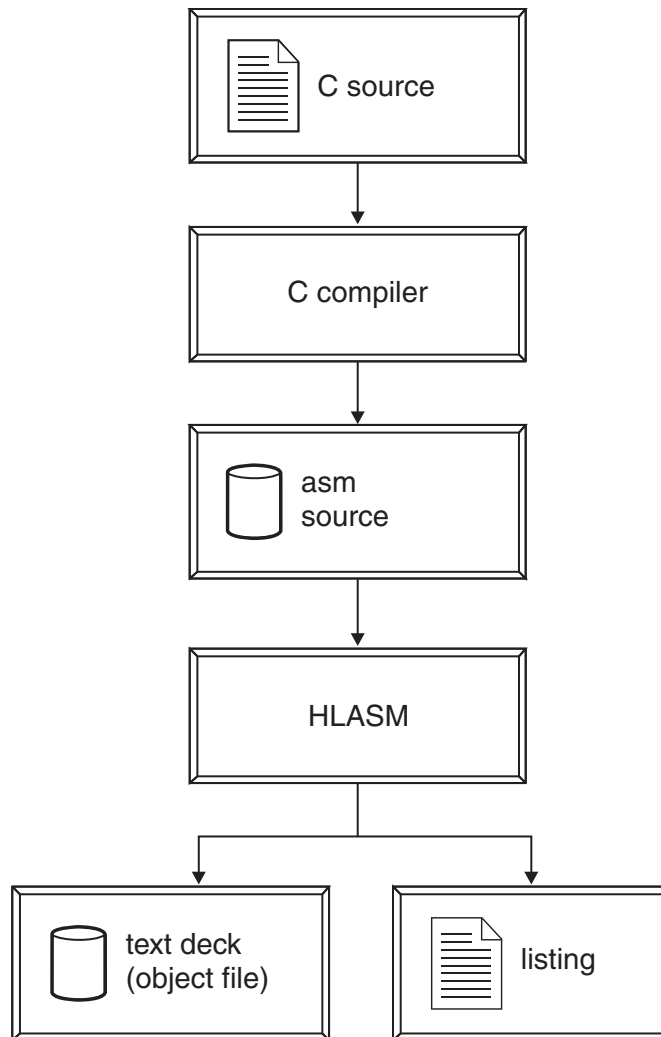 C source
C compiler
asm
source
HLASM
text deck
(object file)
listing